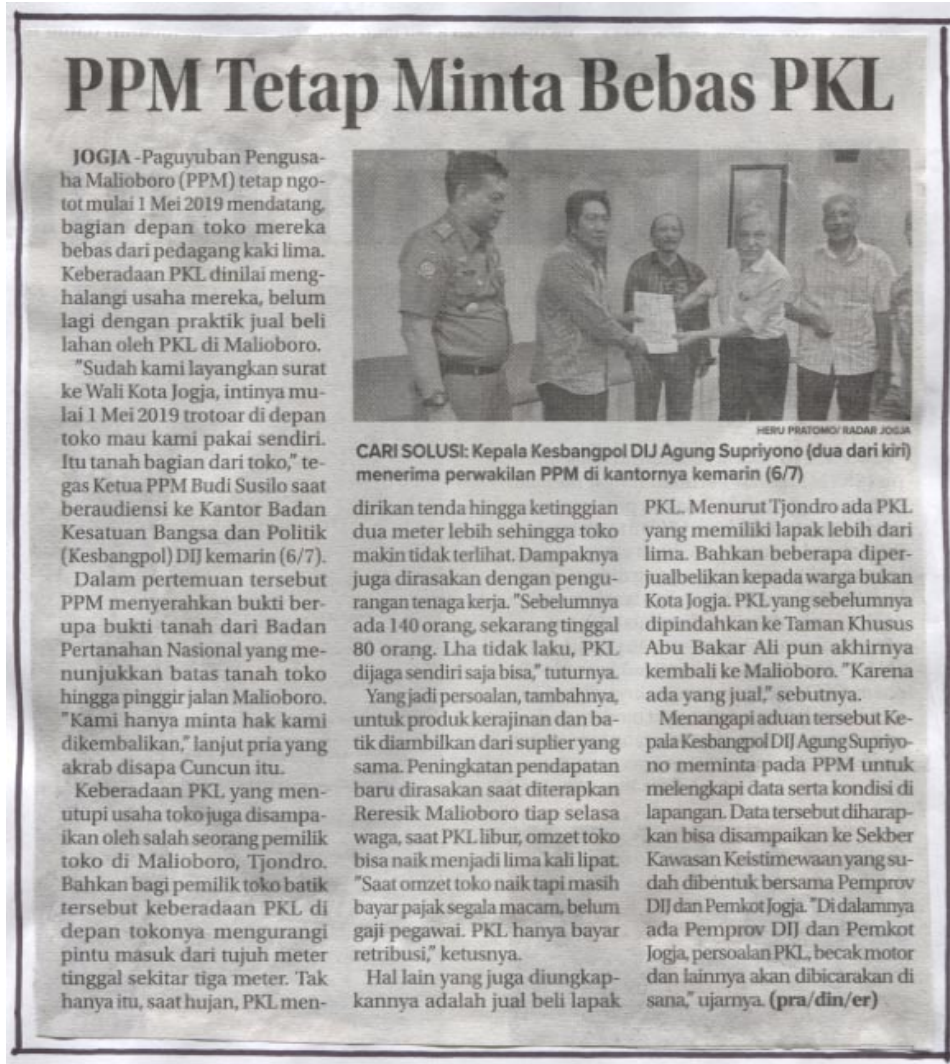 PPM Tetap Minta Bebas PKL
JOGJA -Paguyuban Pengusa-
ha Malioboro (PPM) tetap ngo-
tot mulai 1 Mei 2019 mendatang,
bagian depan toko mereka
bebas dari pedagang kaki lima.
Keberadaan PKL dinilai meng-
halangi usaha mereka, belum
lagi dengan praktik jual beli
lahan oleh PKL di Malioboro.
"Sudah kami layangkan surat
ke Wali Kota Jogja, intinya mu-
lai 1 Mei 2019 trotoar di depan
toko mau kami pakai sendiri.
Itu tanah bagian dari toko," te-
gas Ketua PPM Budi Susilo saat
beraudiensi ke Kantor Badan
Kesatuan Bangsa dan Politik
(Kesbangpol) DIJ kemarin (6/7).
Dalam pertemuan tersebut
PPM menyerahkan bukti ber-
upa bukti tanah dari Badan
Pertanahan Nasional yang me-
nunjukkan batas tanah toko
hingga pinggir jalan Malioboro.
"Kami hanya minta hak kami
dikembalikan," lanjut pria yang
akrab disapa Cuncun itu.
Keberadaan PKL yang men-
utupi usaha toko juga disampa-
ikan oleh salah seorang pemilik
toko di Malioboro, Tjondro.
Bahkan bagi pemilik toko batik
tersebut keberadaan PKL di
depan tokonya mengurangi
pintu masuk dari tujuh meter
tinggal sekitar tiga meter. Tak
hanya itu, saat hujan, PKL men-
HERU PRATOMO/ RADAR JOGJA
CARI SOLUSI: Kepala Kesbangpol DIJ Agung Supriyono (dua dari kiri)
menerima perwakilan PPM di kantornya kemarin (6/7)
dirikan tenda hingga ketinggian
dua meter lebih sehingga toko
makin tidak terlihat. Dampaknya
juga dirasakan dengan pengu-
rangan tenaga kerja. "Sebelumnya
ada 140 orang, sekarang tinggal
80 orang. Lha tidak laku, PKL
dijaga sendiri saja bisa," tuturnya.
Yang jadi persoalan, tambahnya,
untuk produk kerajinan dan ba-
tik diambilkan dari suplier yang
sama. Peningkatan pendapatan
baru dirasakan saat diterapkan
Reresik Malioboro tiap selasa
waga, saat PKL libur, omzet toko
bisa naik menjadi lima kali lipat.
"Saat omzet toko naik tapi masih
bayar pajak segala macam, belum
gaji pegawai. PKL hanya bayar
retribusi," ketusnya.
Hal lain yang juga diungkap-
kannya adalah jual beli lapak
PKL. Menurut Tjondro ada PKL
yang memiliki lapak lebih dari
lima. Bahkan beberapa diper-
jualbelikan kepada warga bukan
Kota Jogja. PKL yang sebelumnya
dipindahkan ke Taman Khusus
Abu Bakar Ali pun akhirnya
kembali ke Malioboro. "Karena
ada yang jual," sebutnya.
Menangapi aduan tersebut Ke-
pala Kesbangpol DIJ Agung Supriyo-
no meminta pada PPM untuk
melengkapi data serta kondisi di
lapangan. Data tersebut diharap-
kan bisa disampaikan ke Sekber
Kawasan Keistimewaan yang su-
dah dibentuk bersama Pemprov
DIJ dan Pemkot Jogja. "Di dalamnya
ada Pemprov DIJ dan Pemkot
Jogja, persoalan PKL, becak motor
dan lainnya akan dibicarakan di
sana," ujarnya. (pra/din/er)